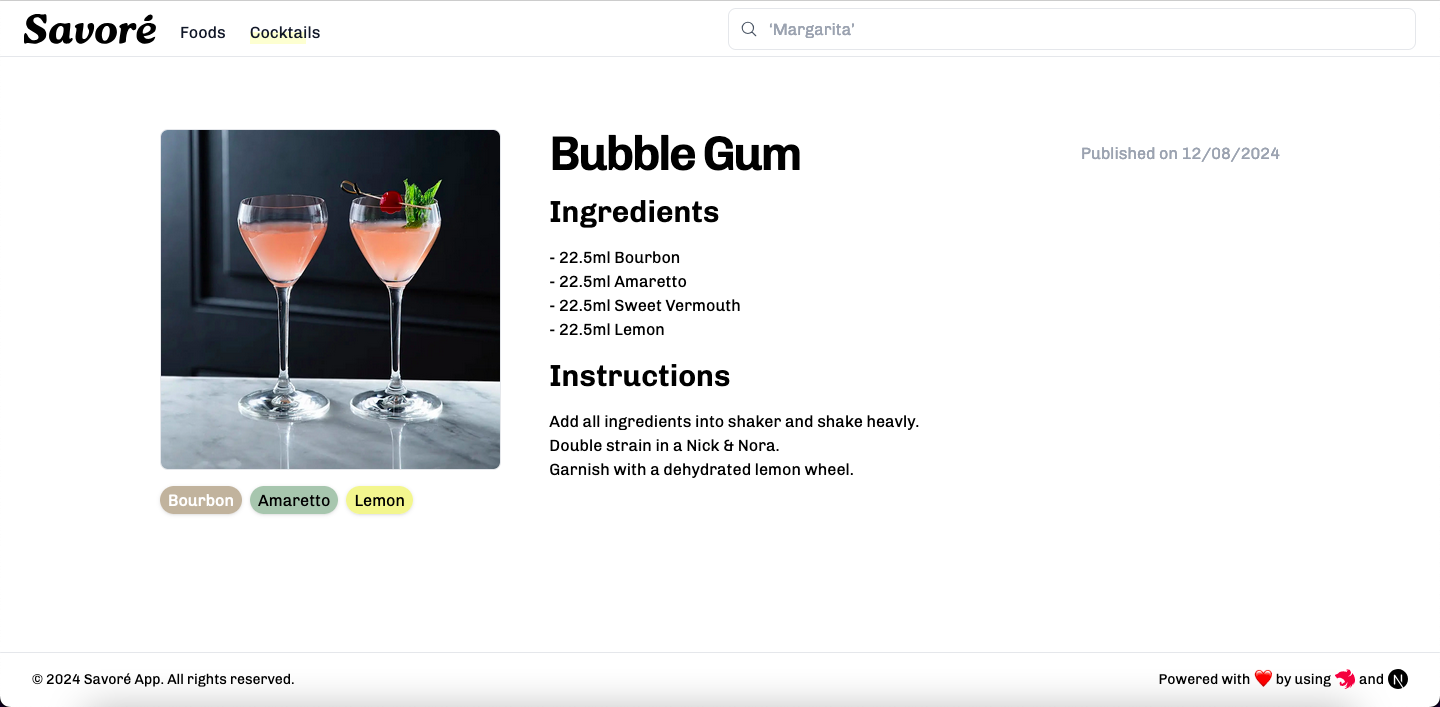 Savoré
Foods
Cocktails
‘Margarita’
Bubble Gum
Published on 12/08/2024
Ingredients
- 22.5ml Bourbon
- 22.5ml Amaretto
- 22.5ml Sweet Vermouth
- 22.5ml Lemon
Instructions
Add all ingredients into shaker and shake heavly.
Double strain in a Nick & Nora.
Garnish with a dehydrated lemon wheel.
Bourbon
Amaretto
Lemon
© 2024 Savoré App. All rights reserved.
Powered with ❤️ by using and N